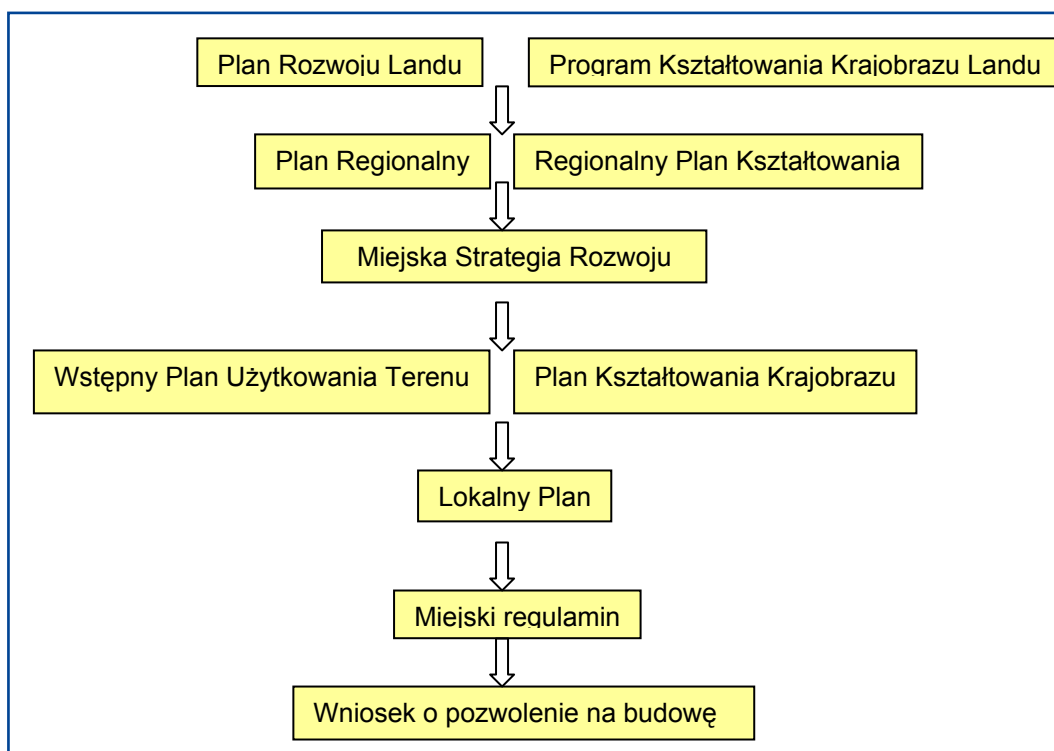 Plan Rozwoju Landu
Program Kształtowania Krajobrazu Landu
Plan Regionalny
Regionalny Plan Kształtowania
Miejska Strategia Rozwoju
Wstępny Plan Użytkowania Terenu
Plan Kształtowania Krajobrazu
Lokalny Plan
Miejski regulamin
Wniosek o pozwolenie na budowę